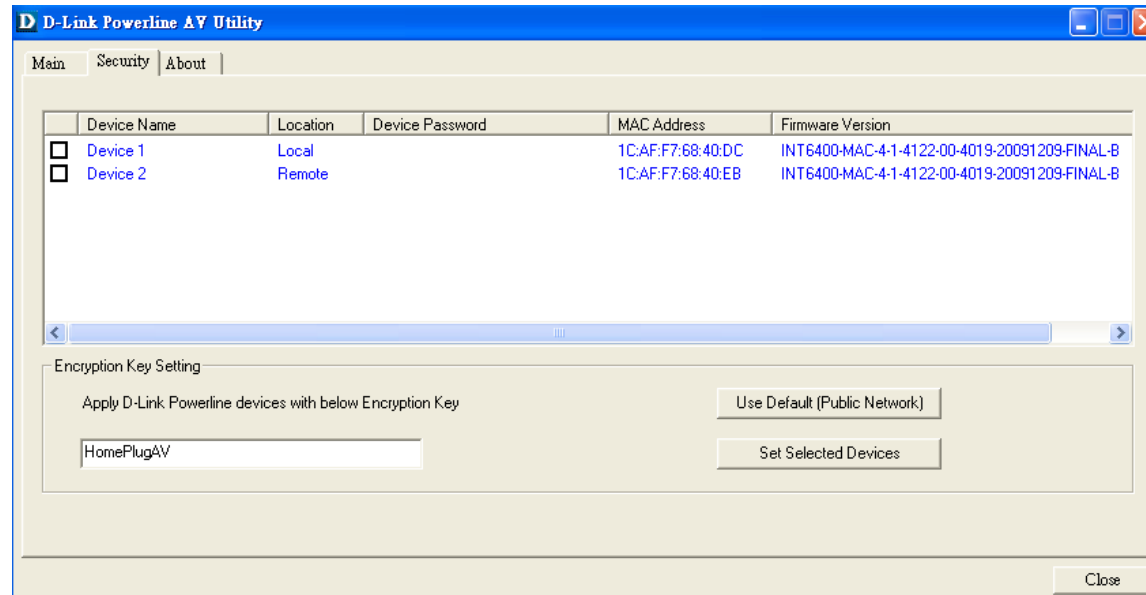 D-Link Powerline AV Utility
Main Security About
Device Name Location Device Password MAC Address Firmware Version
Device 1 Local 1C:AF:F7:68:40:DC INT6400-MAC-4-1-4122-00-4019-20091209-FINAL-B
Device 2 Remote 1C:AF:F7:68:40:EB INT6400-MAC-4-1-4122-00-4019-20091209-FINAL-B
Encryption Key Setting
Apply D-Link Powerline devices with below Encryption Key Use Default (Public Network)
HomePlugAV Set Selected Devices
Close